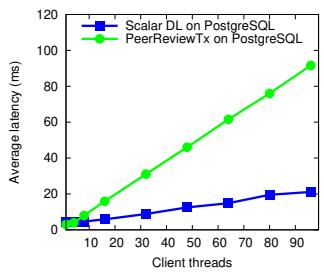 120
100
80
60
40
20
0
Average latency (ms)
Scalar DL on PostgreSQL
PeerReviewTx on PostgreSQL
10 20 30 40 50 60 70 80 90
Client threads